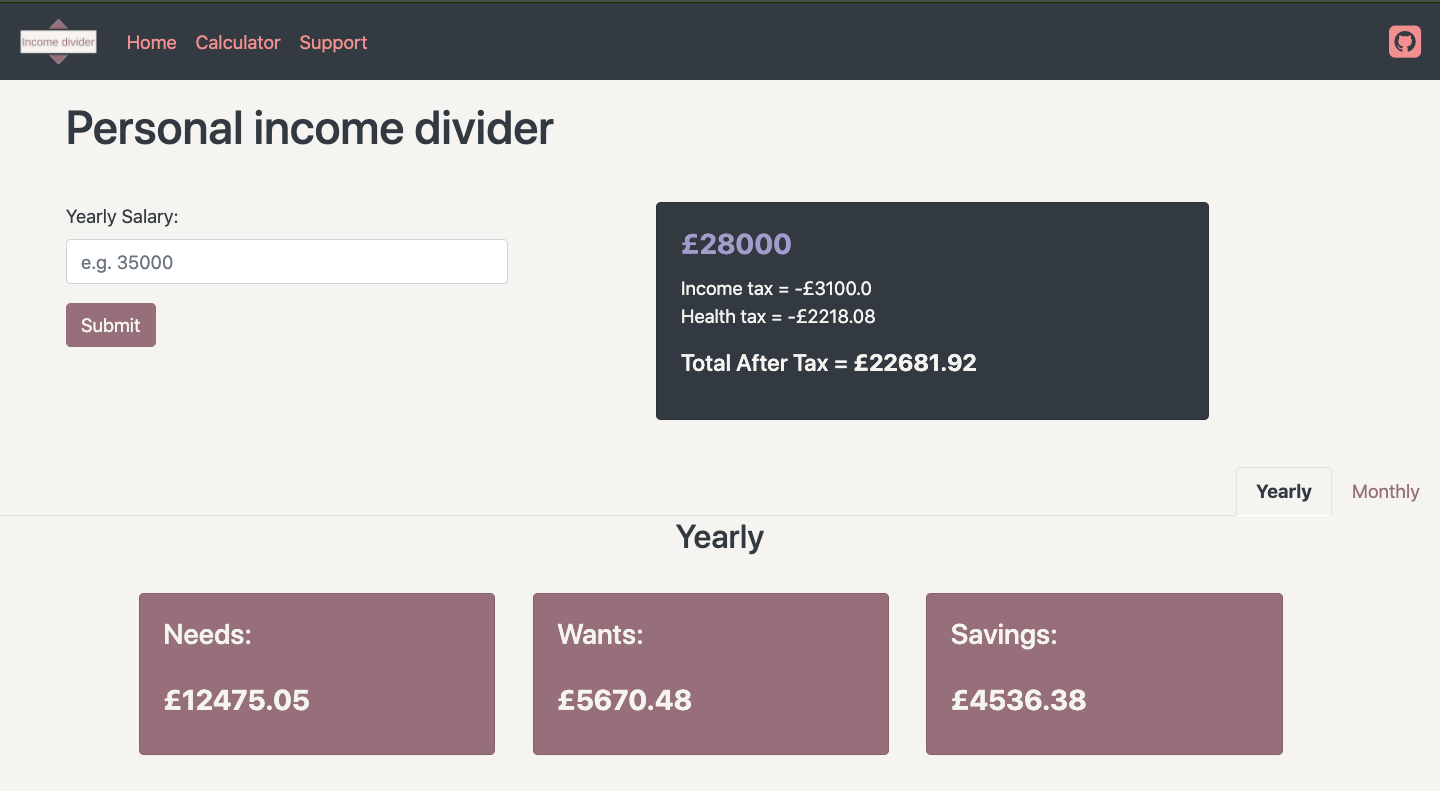 Income divider
Home Calculator Support
Personal income divider
Yearly Salary:
e.g. 35000
Submit
£28000
Income tax = -£3100.0
Health tax = -£2218.08
Total After Tax = £22681.92
Yearly Monthly
Yearly
Needs:
£12475.05
Wants:
£5670.48
Savings:
£4536.38